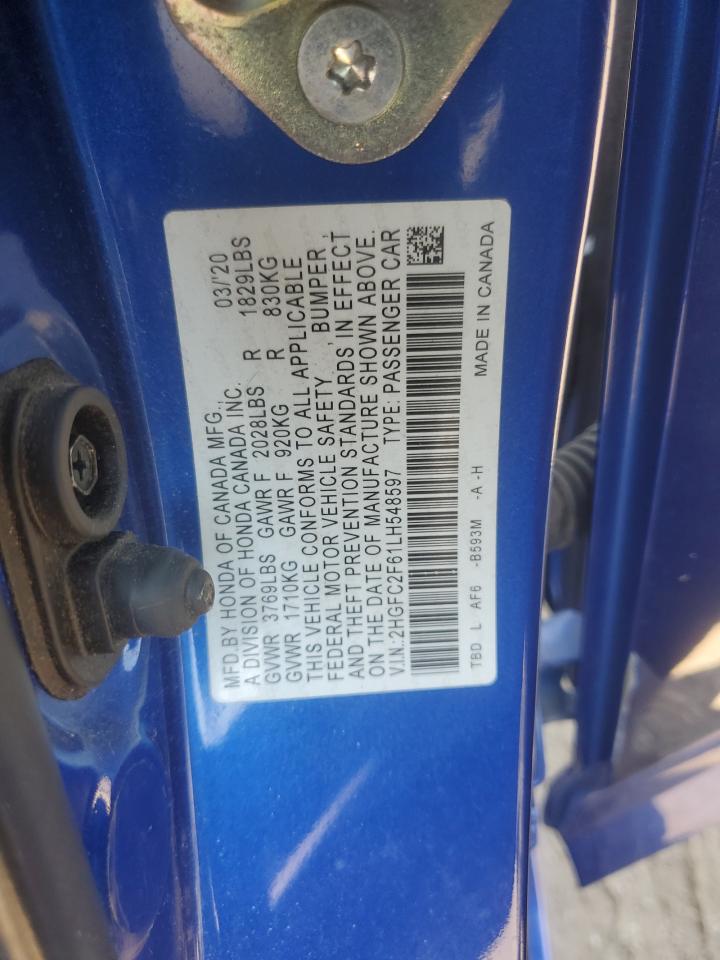 MFD.BY HONDA OF CANADA MFG., 03/'20
A DIVISION OF HONDA CANADA INC.
GVWR 3769LBS GAWR F 2028LBS R 1829LBS
GVWR 1710KG GAWR F 920KG R 830KG
THIS VEHICLE CONFORMS TO ALL APPLICABLE
FEDERAL MOTOR VEHICLE SAFETY , BUMPER ,
AND THEFT PREVENTION STANDARDS IN EFFECT
ON THE DATE OF MANUFACTURE SHOWN ABOVE.
V.I.N.:2HGFC2F61LH548597 TYPE: PASSENGER CAR
TBD L AF6 -B593M -A -H MADE IN CANADA